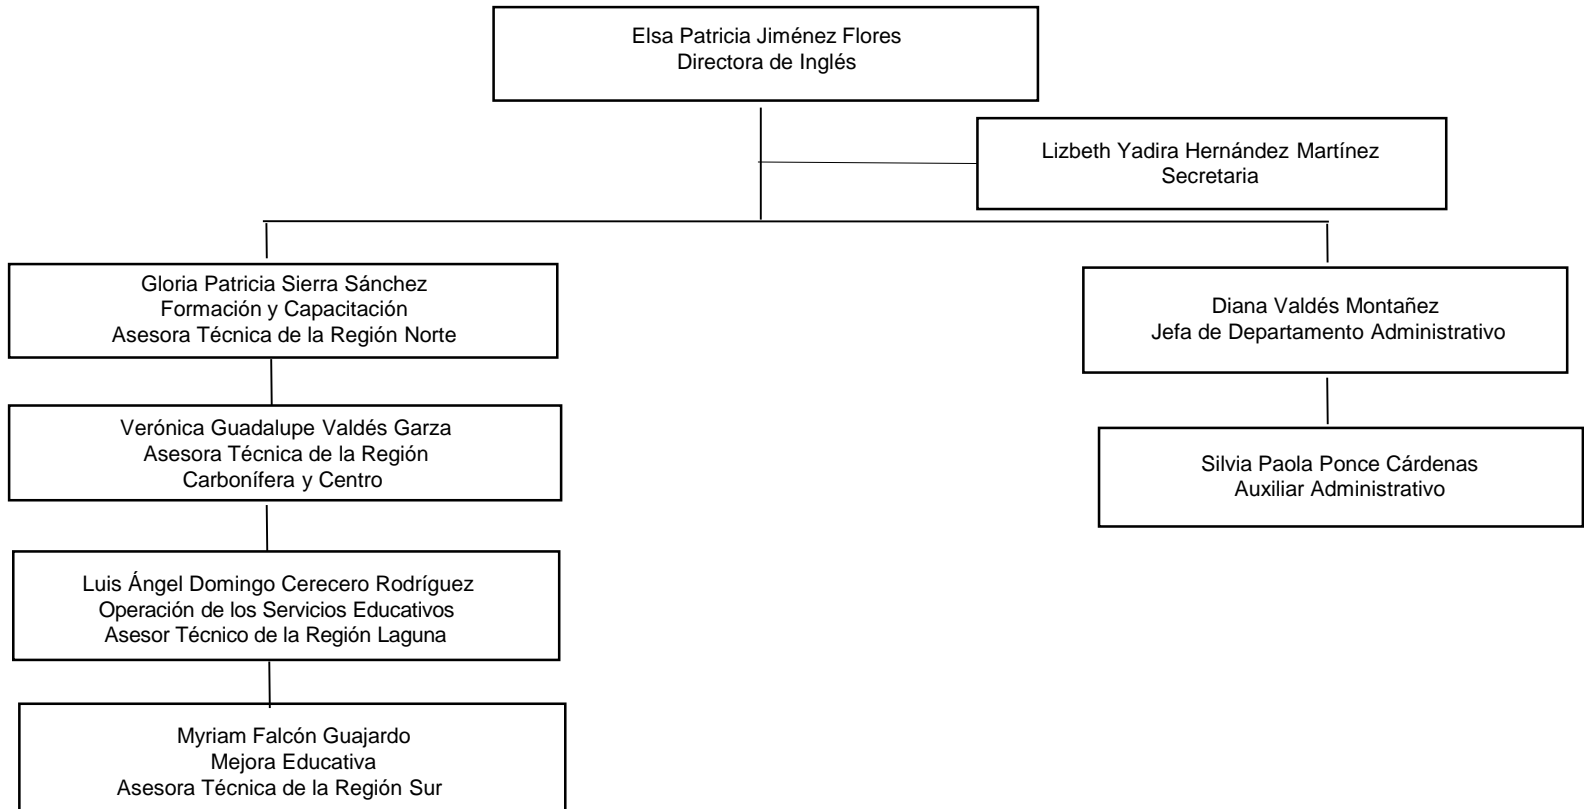 Elsa Patricia Jiménez Flores
Directora de Inglés
Lizbeth Yadira Hernández Martínez
Secretaria
Gloria Patricia Sierra Sánchez
Formación y Capacitación
Asesora Técnica de la Región Norte
Diana Valdés Montañez
Jefa de Departamento Administrativo
Verónica Guadalupe Valdés Garza
Asesora Técnica de la Región
Carbonífera y Centro
Silvia Paola Ponce Cárdenas
Auxiliar Administrativo
Luis Ángel Domingo Cerecero Rodríguez
Operación de los Servicios Educativos
Asesor Técnico de la Región Laguna
Myriam Falcón Guajardo
Mejora Educativa
Asesora Técnica de la Región Sur